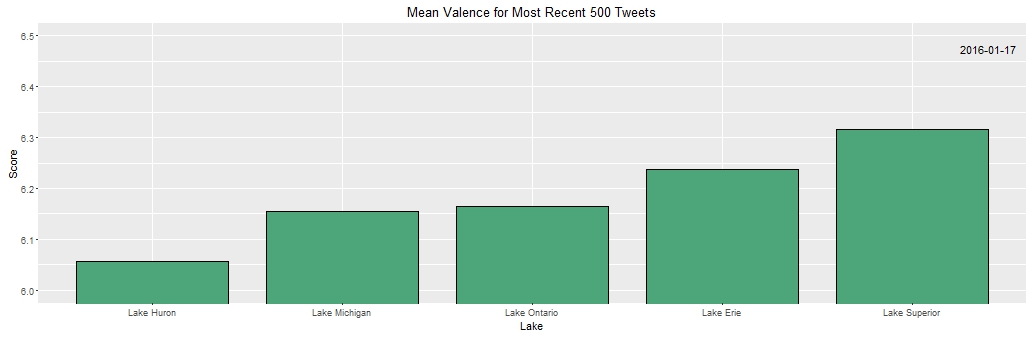 Mean Valence for Most Recent 500 Tweets
2016-01-17
Score
6.5
6.4
6.3
6.2
6.1
6.0
Lake Huron
Lake Michigan
Lake Ontario
Lake Erie
Lake Superior
Lake